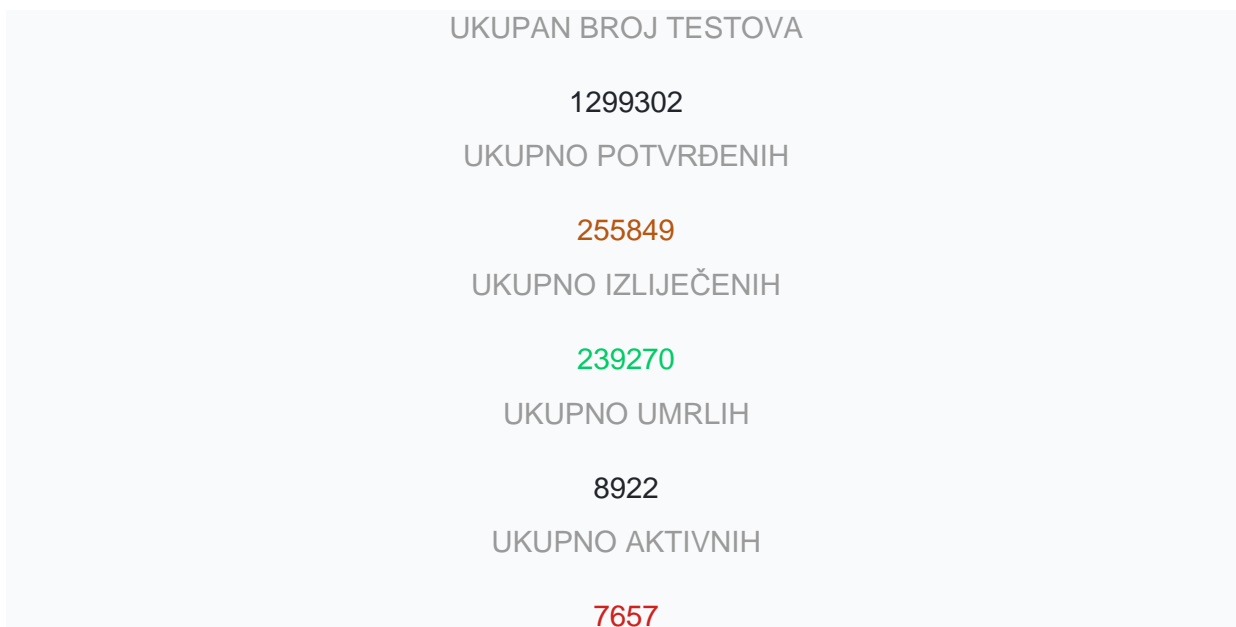 UKUPAN BROJ TESTOVA
1299302
UKUPNO POTVRĐENIH
255849
UKUPNO IZLIJEČENIH
239270
UKUPNO UMRLIH
8922
UKUPNO AKTIVNIH
7657